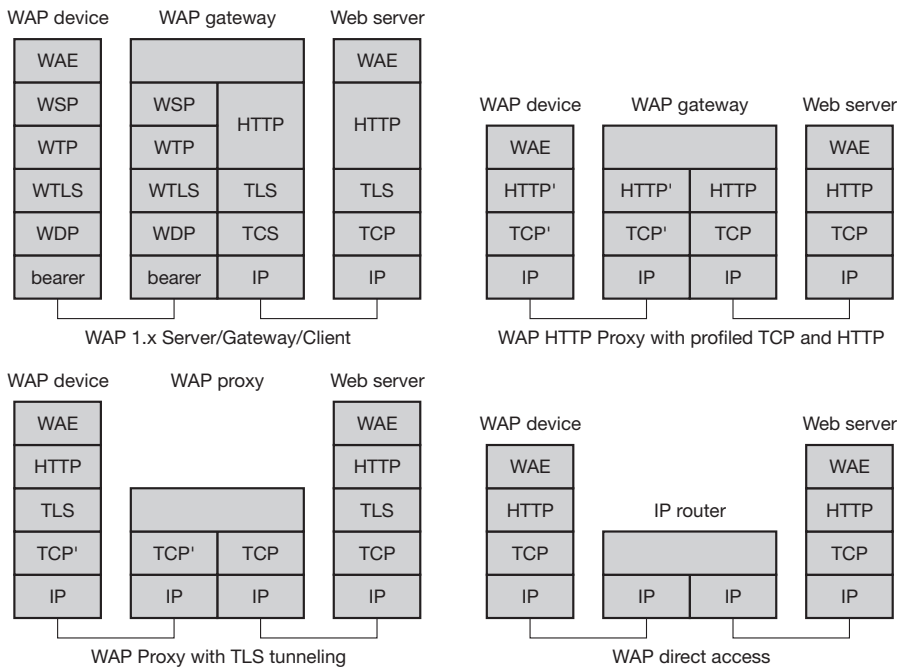 WAP device WAP gateway Web server
WAE WAE
WSP WSP HTTP HTTP
WTP WTP
WTLS WTLS TLS TLS
WDP WDP TCS TCP
bearer bearer IP IP
WAP 1.x Server/Gateway/Client
WAP device WAP gateway Web server
WAE WAE
HTTP' HTTP' HTTP HTTP
TCP' TCP' TCP TCP
IP IP IP IP
WAP HTTP Proxy with profiled TCP and HTTP
WAP device WAP proxy Web server
WAE WAE
HTTP HTTP
TLS TLS
TCP' TCP' TCP TCP
IP IP IP IP
WAP Proxy with TLS tunneling
WAP device Web server
WAE WAE
HTTP IP router HTTP
TCP TCP
IP IP IP IP
WAP direct access